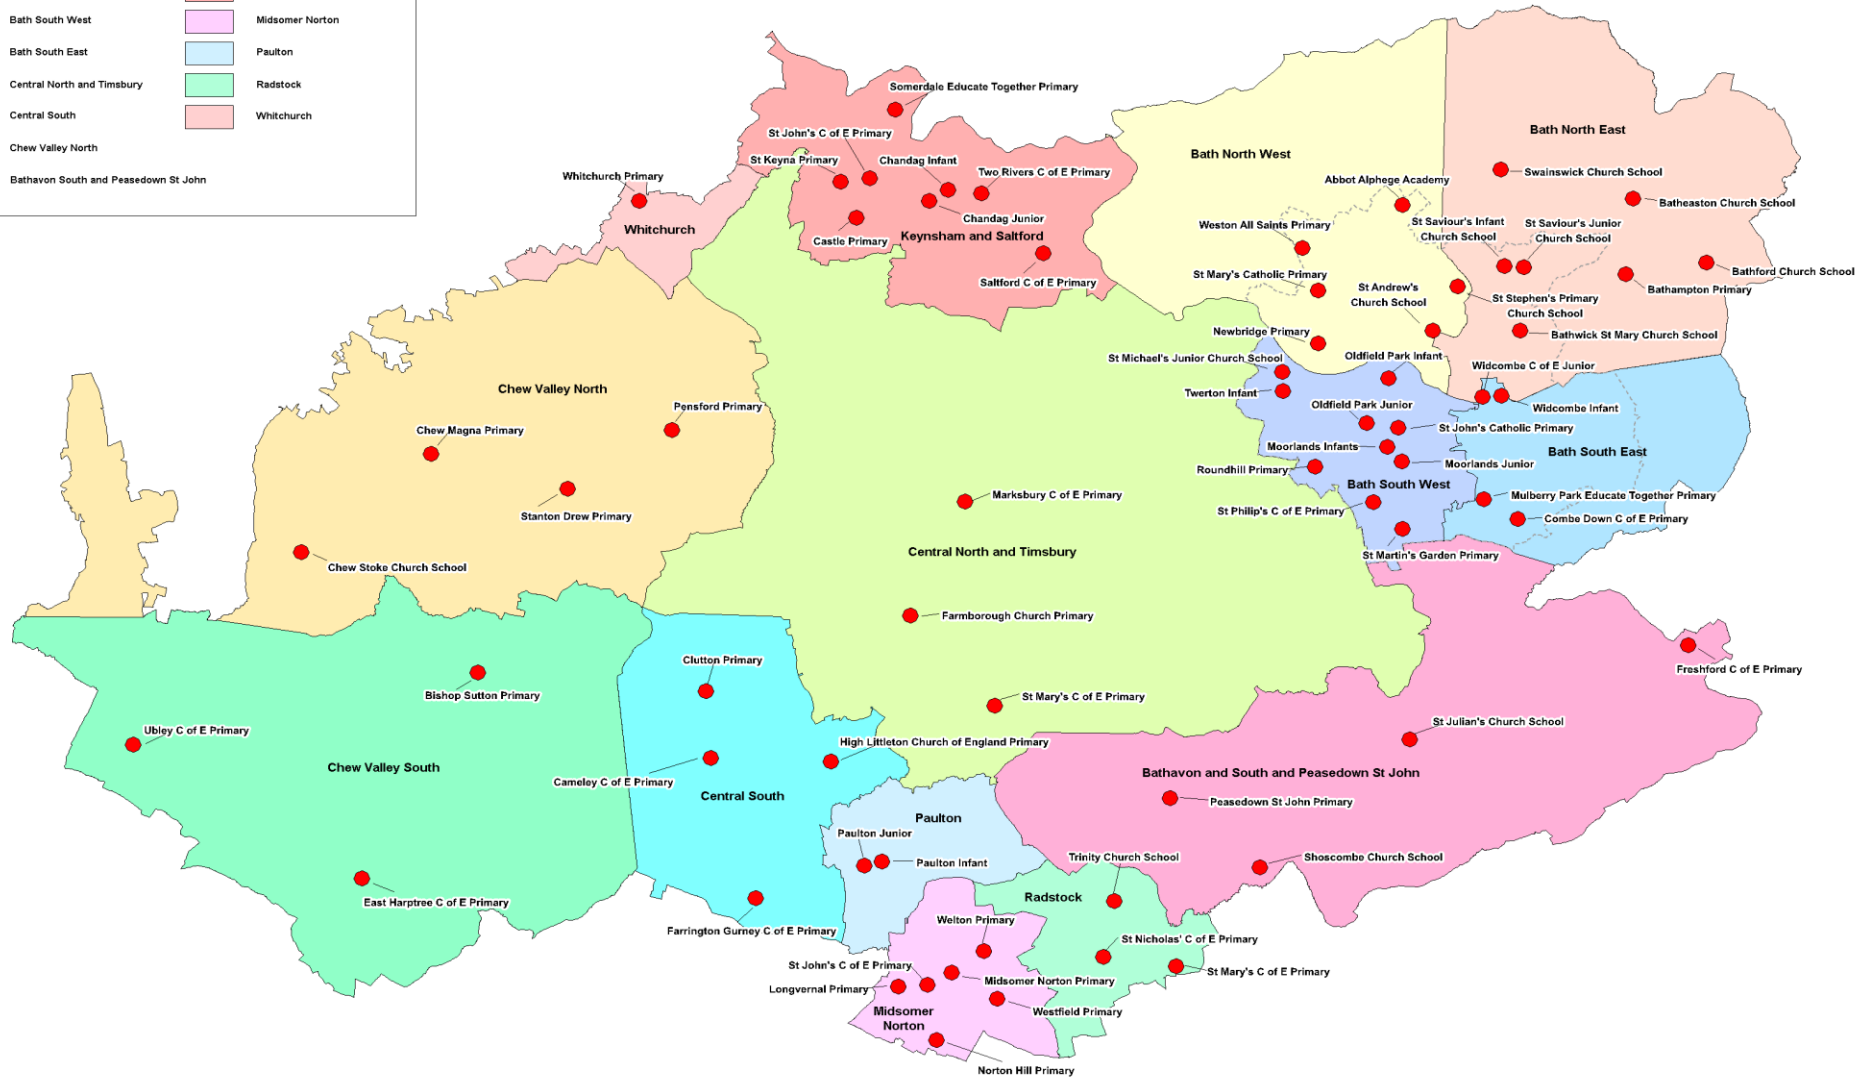 Bath South West
Midsomer Norton
Bath South East
Paulton
Central North and Timsbury
Radstock
Central South
Whitchurch
Chew Valley North
Bathavon South and Peasedown St John
Somerdale Educate Together Primary
St John's C of E Primary
St Keyna Primary
Chandag Infant
Two Rivers C of E Primary
Whitchurch Primary
Chandag Junior
Whitchurch
Castle Primary
Keynsham and Saltford
Saltford C of E Primary
Bath North West
Bath North East
Abbot Alphege Academy
Swainswick Church School
Batheaston Church School
Weston All Saints Primary
St Saviour's Infant
Church School
St Saviour's Junior
Church School
St Mary's Catholic Primary
St Andrew's
Church School
Bathford Church School
Bathampton Primary
St Stephen's Primary
Church School
Newbridge Primary
Bathwick St Mary Church School
St Michael's Junior Church School
Oldfield Park Infant
Widcombe C of E Junior
Twerton Infant
Oldfield Park Junior
Widcombe Infant
St John's Catholic Primary
Moorlands Infants
Bath South East
Roundhill Primary
Moorlands Junior
Bath South West
Mulberry Park Educate Together Primary
St Philip's C of E Primary
Combe Down C of E Primary
St Martin's Garden Primary
Chew Valley North
Pensford Primary
Chew Magna Primary
Stanton Drew Primary
Chew Stoke Church School
Marksbury C of E Primary
Central North and Timsbury
Farmborough Church Primary
Clutton Primary
St Mary's C of E Primary
Freshford C of E Primary
Bishop Sutton Primary
Ubley C of E Primary
St Julian's Church School
High Littleton Church of England Primary
Chew Valley South
Cameley C of E Primary
Central South
Bathavon and South and Peasedown St John
Peasedown St John Primary
Paulton
Paulton Junior
Paulton Infant
Trinity Church School
Shoscombe Church School
East Harptree C of E Primary
Radstock
Farrington Gurney C of E Primary
Welton Primary
St Nicholas' C of E Primary
St John's C of E Primary
St Mary's C of E Primary
Longvernal Primary
Midsomer Norton Primary
Midsomer
Norton
Westfield Primary
Norton Hill Primary